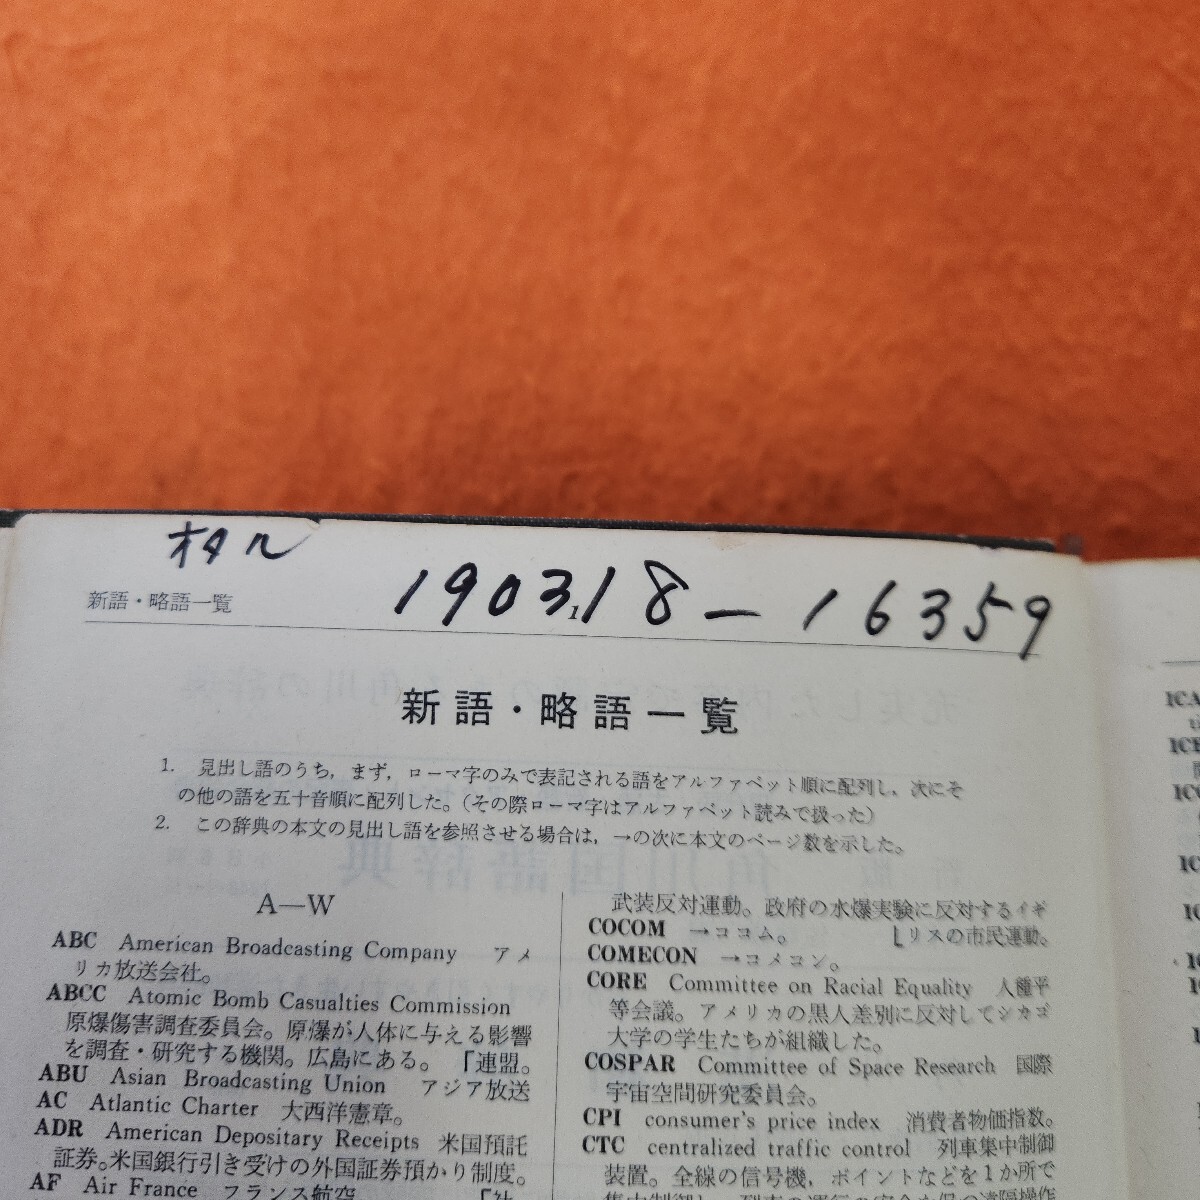 オタル
190318-16359
新語・略語一覧
1
新語・略語一覧
1. 見出し語のうち，まず，ローマ字のみで表記される語をアルファベット順に配列し，次にそ
の他の語を五十音順に配列した。（その際ローマ字はアルファベット読みで扱った）
2. この辞典の本文の見出し語を参照させる場合は，→の次に本文のページ数を示した。
A—W
ABC American Broadcasting Company アメ
リカ放送会社。
ABCC Atomic Bomb Casualties Commission
原爆傷害調査委員会。原爆が人体に与える影響
を調査・研究する機関。広島にある。 「連盟。
ABU Asian Broadcasting Union アジア放送
AC Atlantic Charter 大西洋憲章。
ADR American Depositary Receipts 米国預託
証券。米国銀行引き受けの外国証券預かり制度。
AF Air France フランス航空
武装反対運動。政府の水爆実験に反対するイギ
COCOM →ココム。 ⌊リスの市民運動。
COMECON →コメコン。
CORE Committee on Racial Equality 人種平
等会議。アメリカの黒人差別に反対してシカゴ
大学の学生たちが組織した。
COSPAR Committee of Space Research 国際
宇宙空間研究委員会。
CPI consumer's price index 消費者物価指数。
CTC centralized traffic control 列車集中制御
装置。全線の信号機，ポイントなどを1か所で
ICA